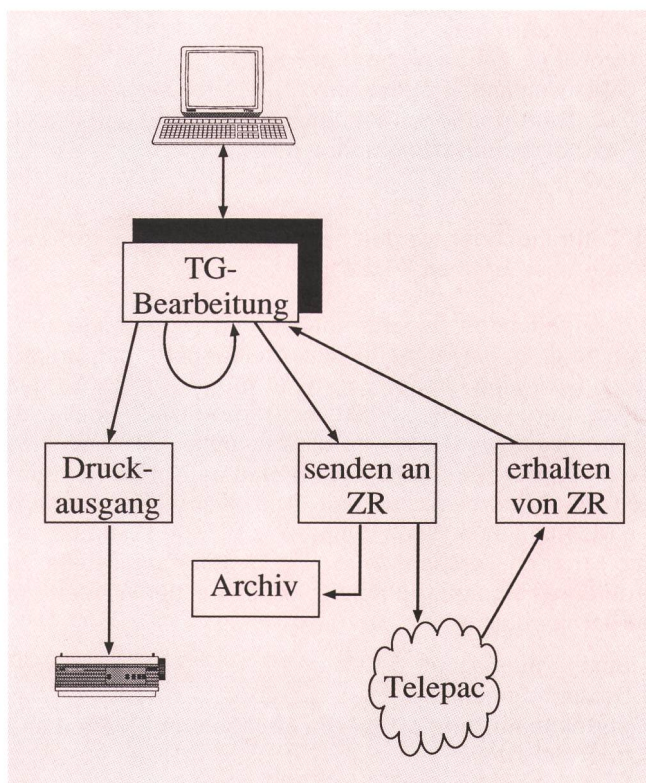 TG-
Bearbeitung
Druck-
ausgang
senden an
ZR
erhalten
von ZR
Archiv
Telepac